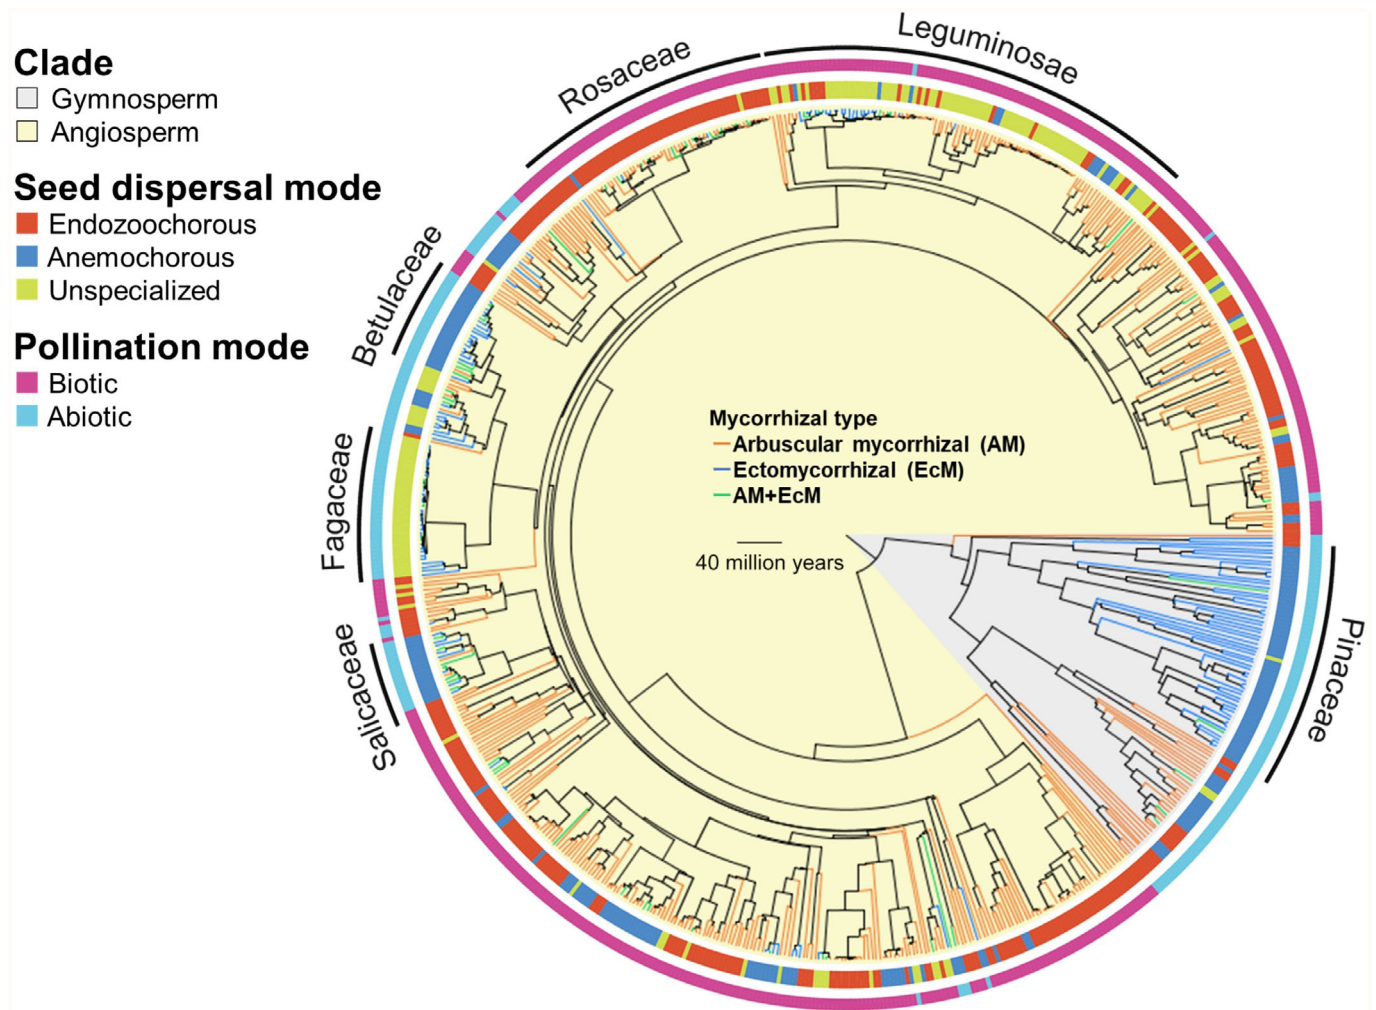 Clade
Gymnosperm
Angiosperm
Seed dispersal mode
Endozoochorous
Anemochorous
Unspecialized
Pollination mode
Biotic
Abiotic
Rosaceae
Leguminosae
Betulaceae
Fagaceae
Salicaceae
Pinaceae
Mycorrhizal type
Arbuscular mycorrhizal (AM)
Ectomycorrhizal (EcM)
AM+EcM
40 million years